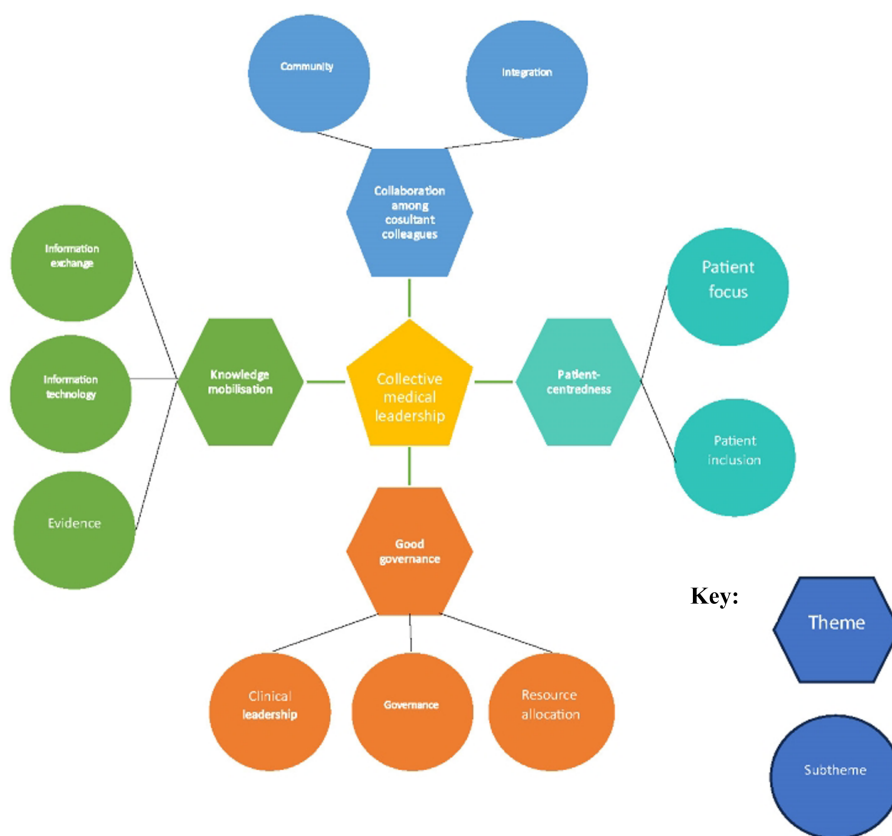 Community
Integration
Collaboration
among
cosultant
colleagues
Information
exchange
Patient
focus
Information
technology
Knowledge
mobilisation
Collective
medical
leadership
Patient-
centredness
Patient
inclusion
Evidence
Good
governance
Key:
Theme
Clinical
leadership
Governance
Resource
allocation
Subtheme